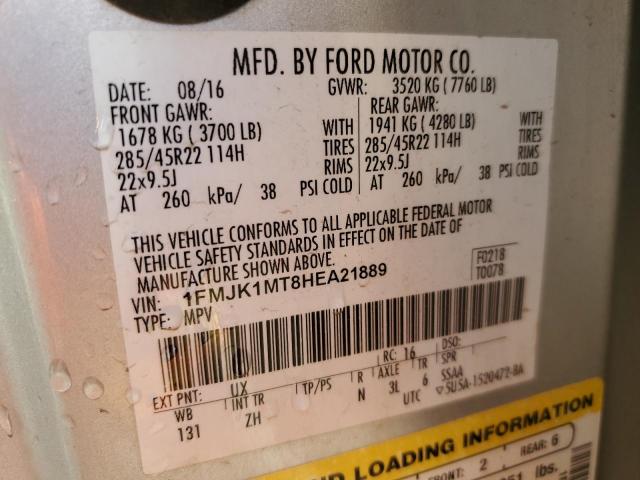 MFD. BY FORD MOTOR CO.
DATE: 08/16 GVWR: 3520 KG ( 7760 LB)
FRONT GAWR: REAR GAWR:
1678 KG ( 3700 LB) WITH 1941 KG ( 4280 LB) WITH
285/45R22 114H TIRES 285/45R22 114H TIRES
22x9.5J RIMS 22x9.5J RIMS
AT 260 kPa/ 38 PSI COLD AT 260 kPa/ 38 PSI COLD
THIS VEHICLE CONFORMS TO ALL APPLICABLE FEDERAL MOTOR
VEHICLE SAFETY STANDARDS IN EFFECT ON THE DATE OF
MANUFACTURE SHOWN ABOVE.
F0218
T0078
VIN: 1FMJK1MT8HEA21889
TYPE: MPV
EXT PNT: UX RC: 16 DSO:
WB INT TR TP/PS R AXLE TR SPR
131 ZH N 3L 6 SSAA
UTC ▽SU5A-1520472-BA
ND LOADING INFORMATION
FRONT: 2 REAR: 6
lbs.